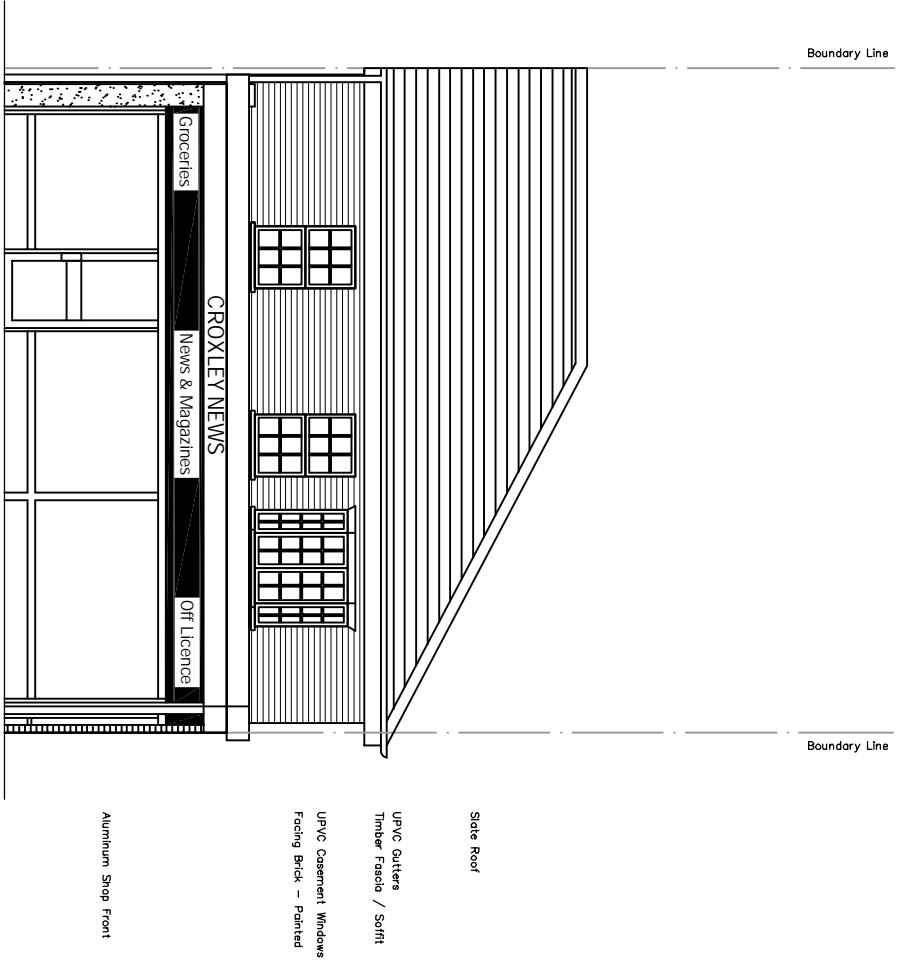 Boundary Line
Boundary Line
Slate Roof
UPVC Gutters
Timber Fascia / Soffit
UPVC Casement Windows
Facing Brick – Painted
CROXLEY NEWS
Groceries
News & Magazines
Off Licence
Aluminum Shop Front